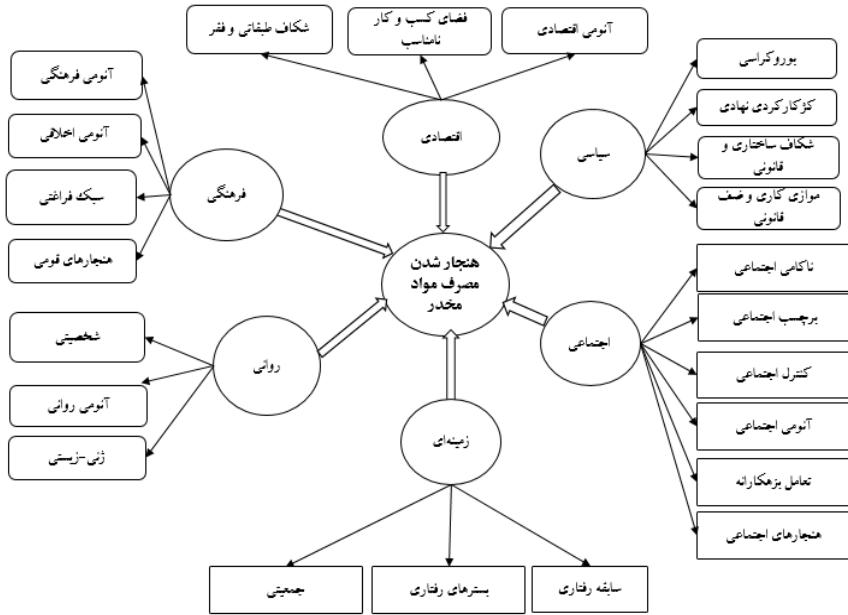 آنومی اقتصادی
فضای کسب و کار
نامناسب
شکاف طبقاتی و فقر
اقتصادی
بوروکراسی
کژکارکردی نهادی
شکاف ساختاری و
قانونی
موازی کاری و ضف
قانونی
سیاسی
آنومی فرهنگی
آنومی اخلاقی
سبک فراغتی
هنجارهای قومی
فرهنگی
هنجار شدن
مصرف مواد
مخدر
ناکامی اجتماعی
برچسب اجتماعی
کنترل اجتماعی
آنومی اجتماعی
تعامل بزهکارانه
هنجارهای اجتماعی
اجتماعی
روانی
شخصیتی
آنومی روانی
ژنی-زیستی
زمینه‌ای
سابقه رفتاری
بسترهای رفتاری
جمعیتی